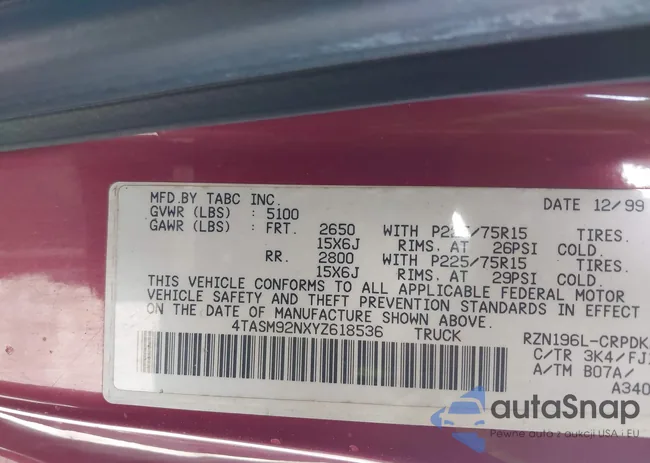 MFD.BY TABC INC. DATE 12/99
GVWR (LBS) : 5100
GAWR (LBS) : FRT. 2650 WITH P225/75R15 TIRES.
15X6J RIMS. AT 26PSI COLD.
RR. 2800 WITH P225/75R15 TIRES.
15X6J RIMS. AT 29PSI COLD.
THIS VEHICLE CONFORMS TO ALL APPLICABLE FEDERAL MOTOR
VEHICLE SAFETY AND THEFT PREVENTION STANDARDS IN EFFECT
ON THE DATE OF MANUFACTURE SHOWN ABOVE.
4TASM92NXYZ618536 TRUCK RZN196L-CRPDK
C/TR 3K4/FJ1
A/TM B07A/
A340
autoSnap
Pewne auto z aukcji USA i EU